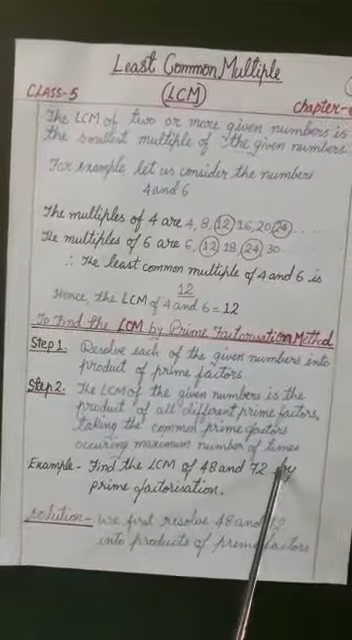 Least Common Multiple
(LCM)
CLASS-5
Chapter-
The LCM of two or more given numbers is
the smallest multiple of the given numbers.
For example let us consider the numbers
4 and 6
The multiples of 4 are 4, 8, 12, 16, 20, 24 .....
The multiples of 6 are 6, 12, 18, 24, 30 ...
∴ The least common multiple of 4 and 6 is
12
Hence, the LCM of 4 and 6 = 12
To find the LCM by Prime Factorisation Method
Step 1. Resolve each of the given numbers into
product of prime factors.
Step 2. The LCM of the given numbers is the
product of all different prime factors,
taking the common prime factors
occuring maximum number of times
Example - Find the LCM of 48 and 72 by
prime factorisation.
Solution - We first resolve 48 and 72
into products of prime factors